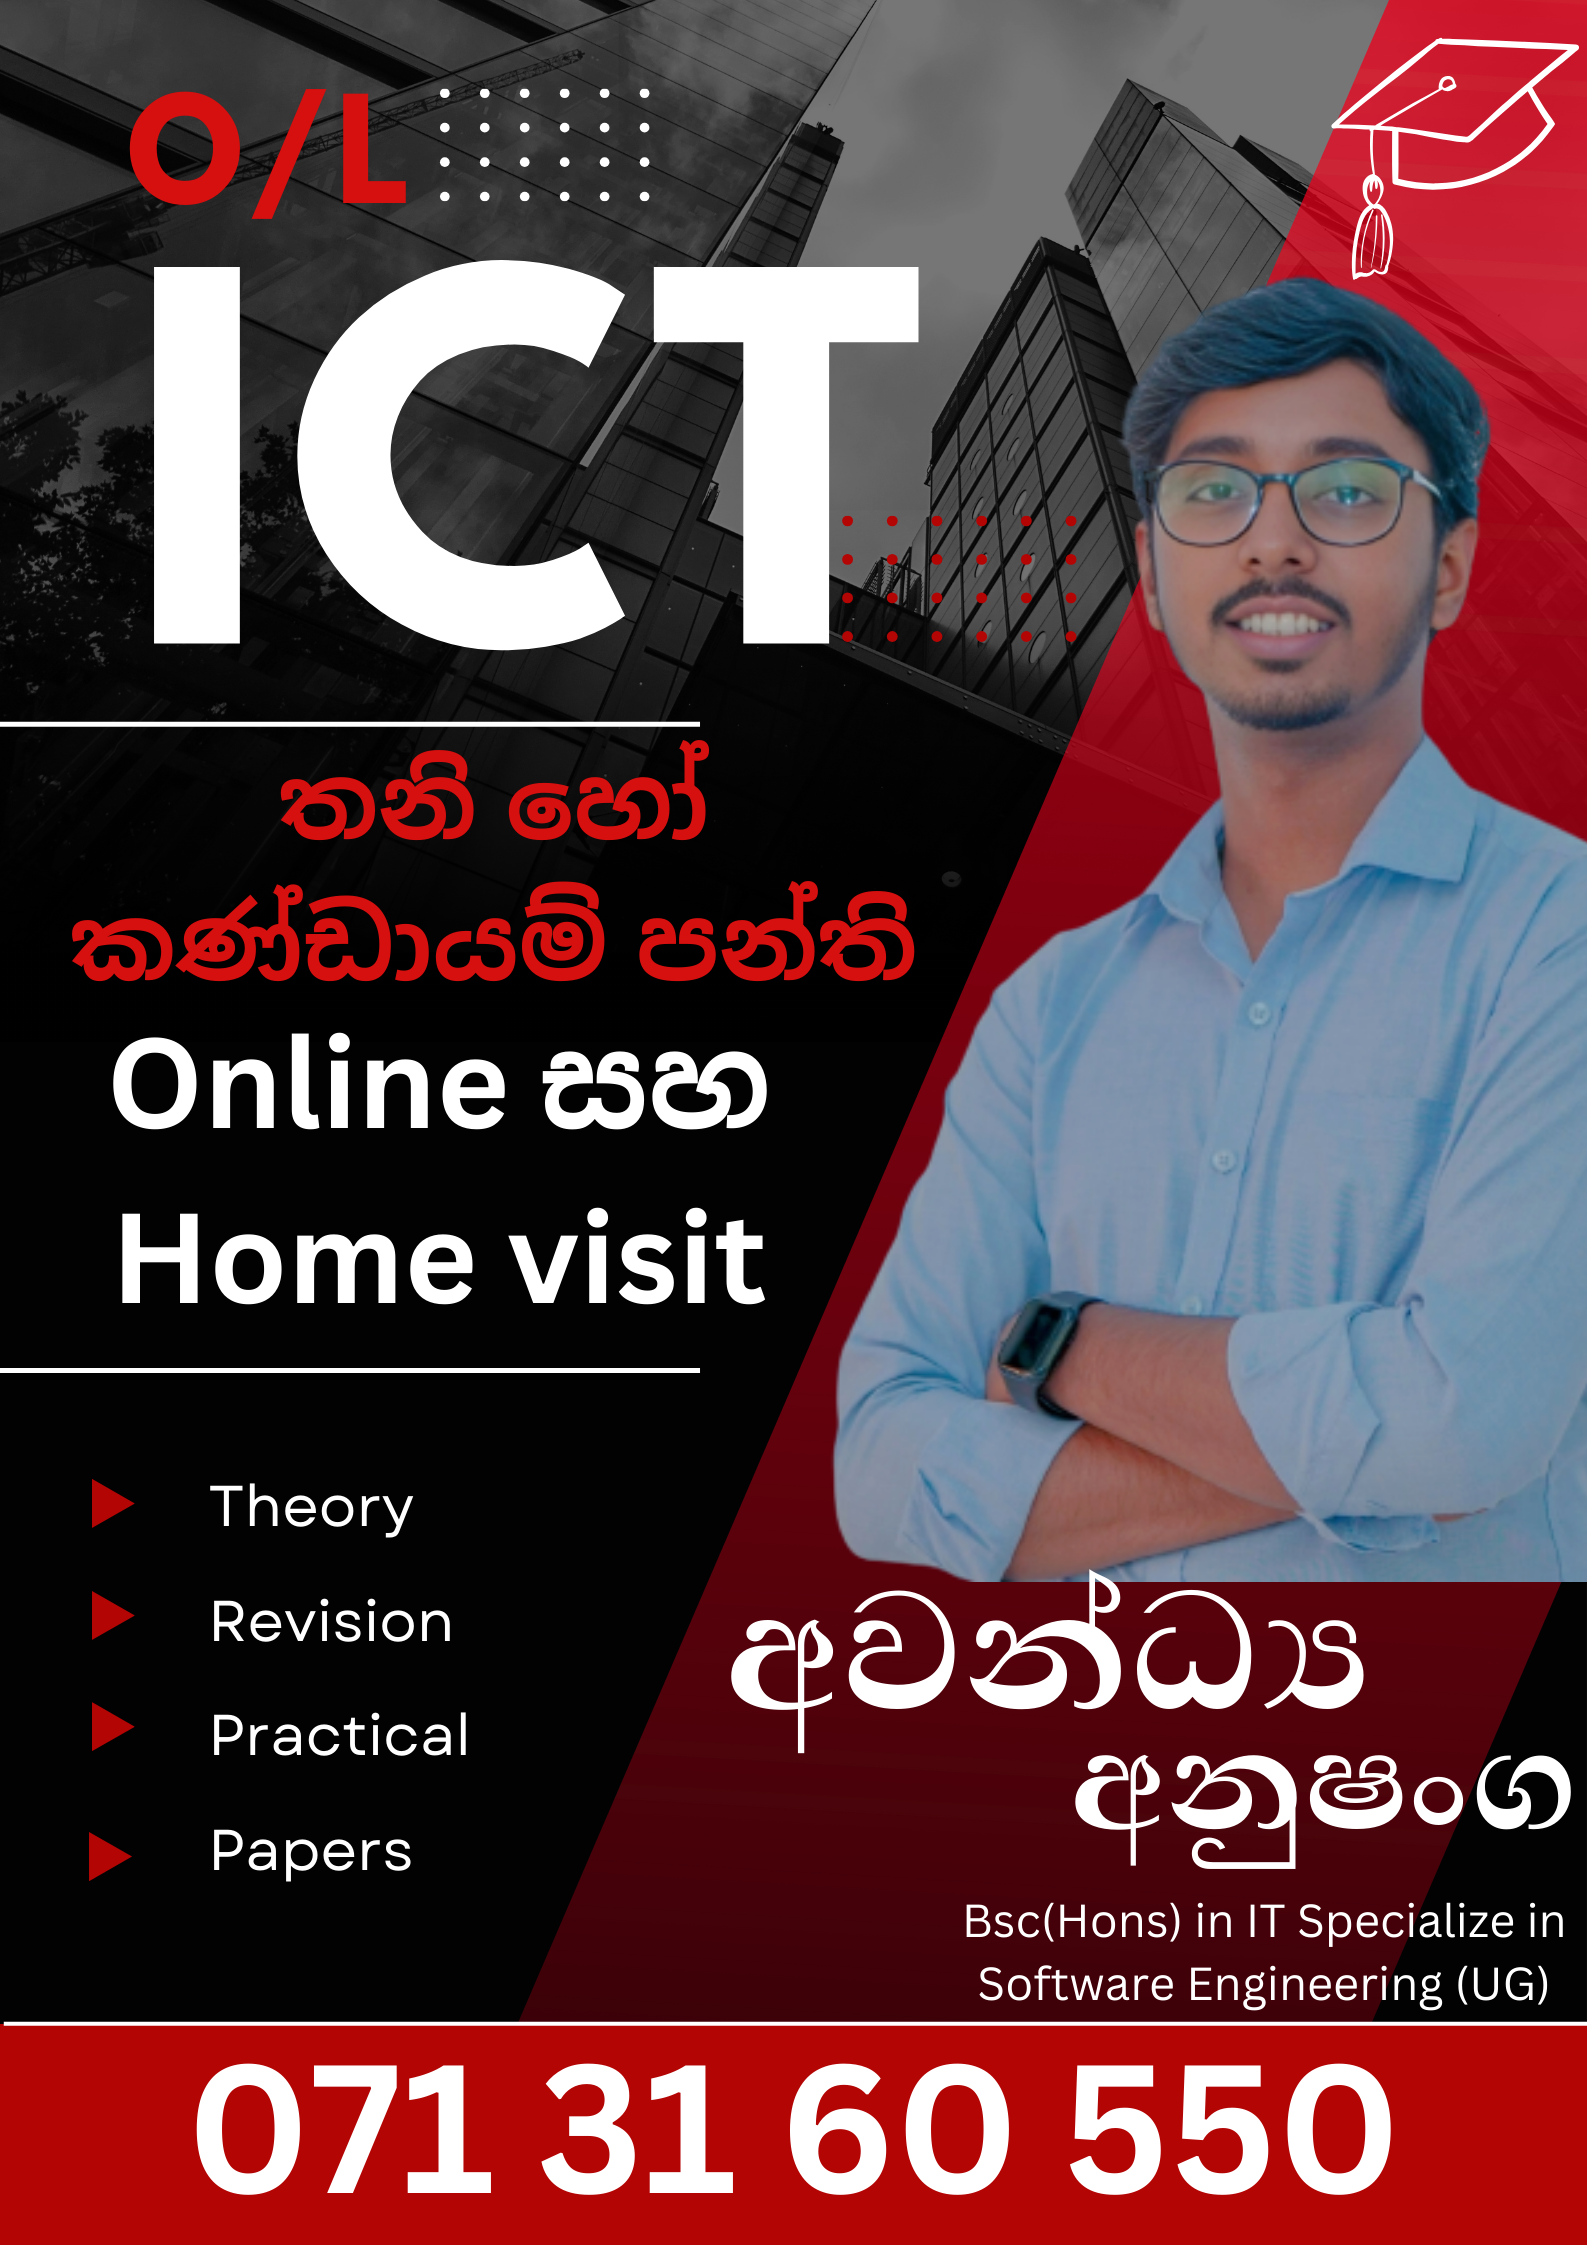 O/L
ICT
තනි හෝ
කණ්ඩායම් පන්ති
Online සහ
Home visit
Theory
Revision
Practical
Papers
අවන්ධ්‍ය
අනුෂංග
Bsc(Hons) in IT Specialize in
Software Engineering (UG)
071 31 60 550